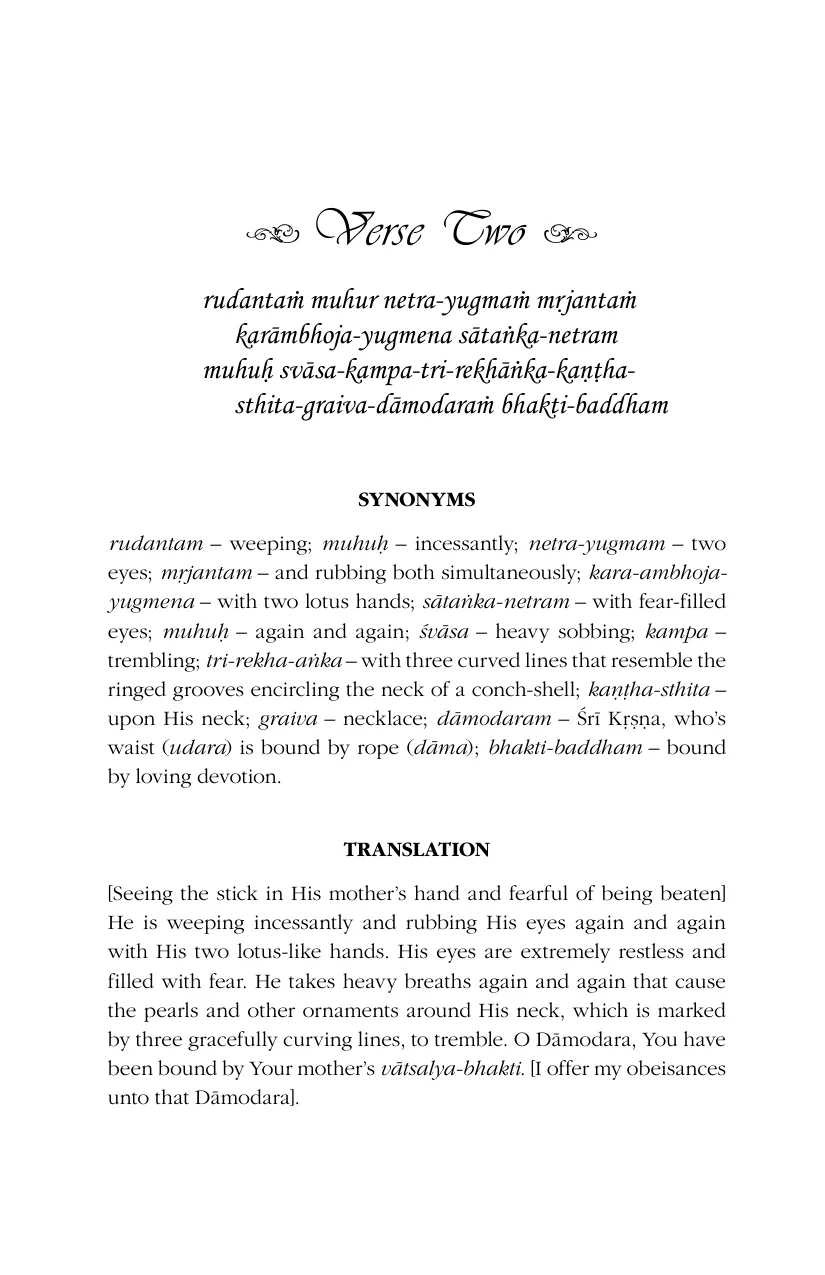 Verse Two
rudantaṁ muhur netra-yugmaṁ mṛjantaṁ
karāmbhoja-yugmena sātaṅka-netram
muhuḥ svāsa-kampa-tri-rekhāṅka-kaṇṭha-
sthita-graiva-dāmodaraṁ bhakti-baddham
SYNONYMS
rudantam – weeping; muhuḥ – incessantly; netra-yugmam – two
eyes; mṛjantam – and rubbing both simultaneously; kara-ambhoja-
yugmena – with two lotus hands; sātaṅka-netram – with fear-filled
eyes; muhuḥ – again and again; śvāsa – heavy sobbing; kampa –
trembling; tri-rekha-aṅka – with three curved lines that resemble the
ringed grooves encircling the neck of a conch-shell; kaṇṭha-sthita –
upon His neck; graiva – necklace; dāmodaram – Śrī Kṛṣṇa, who’s
waist (udara) is bound by rope (dāma); bhakti-baddham – bound
by loving devotion.
TRANSLATION
[Seeing the stick in His mother’s hand and fearful of being beaten]
He is weeping incessantly and rubbing His eyes again and again
with His two lotus-like hands. His eyes are extremely restless and
filled with fear. He takes heavy breaths again and again that cause
the pearls and other ornaments around His neck, which is marked
by three gracefully curving lines, to tremble. O Dāmodara, You have
been bound by Your mother’s vātsalya-bhakti. [I offer my obeisances
unto that Dāmodara].